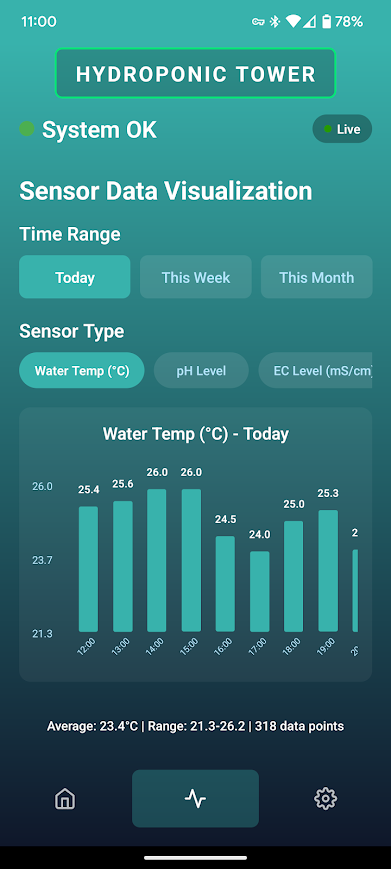 11:00 78%
HYDROPONIC TOWER
System OK Live
Sensor Data Visualization
Time Range
Today This Week This Month
Sensor Type
Water Temp (°C) pH Level EC Level (mS/cm
Water Temp (°C) - Today
26.0 26.0
25.4 25.6
26.0
25.3
25.0
24.5
24.0
2
23.7
21.3
12:00 13:00 14:00 15:00 16:00 17:00 18:00 19:00 20
Average: 23.4°C | Range: 21.3-26.2 | 318 data points